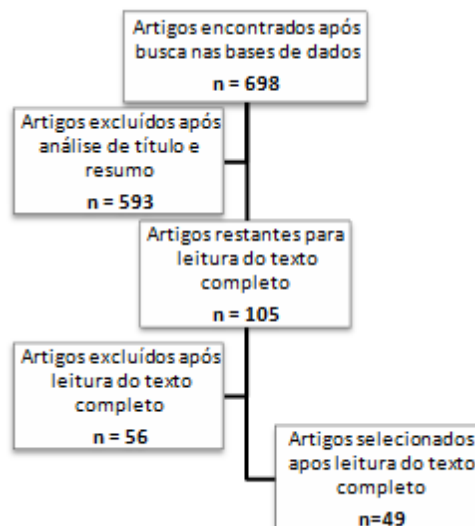 Artigos encontrados após
busca nas bases de dados
n = 698
Artigos excluídos após
análise de título e
resumo
n = 593
Artigos restantes para
leitura do texto
completo
n = 105
Artigos excluídos após
leitura do texto
completo
n = 56
Artigos selecionados
apos leitura do texto
completo
n=49